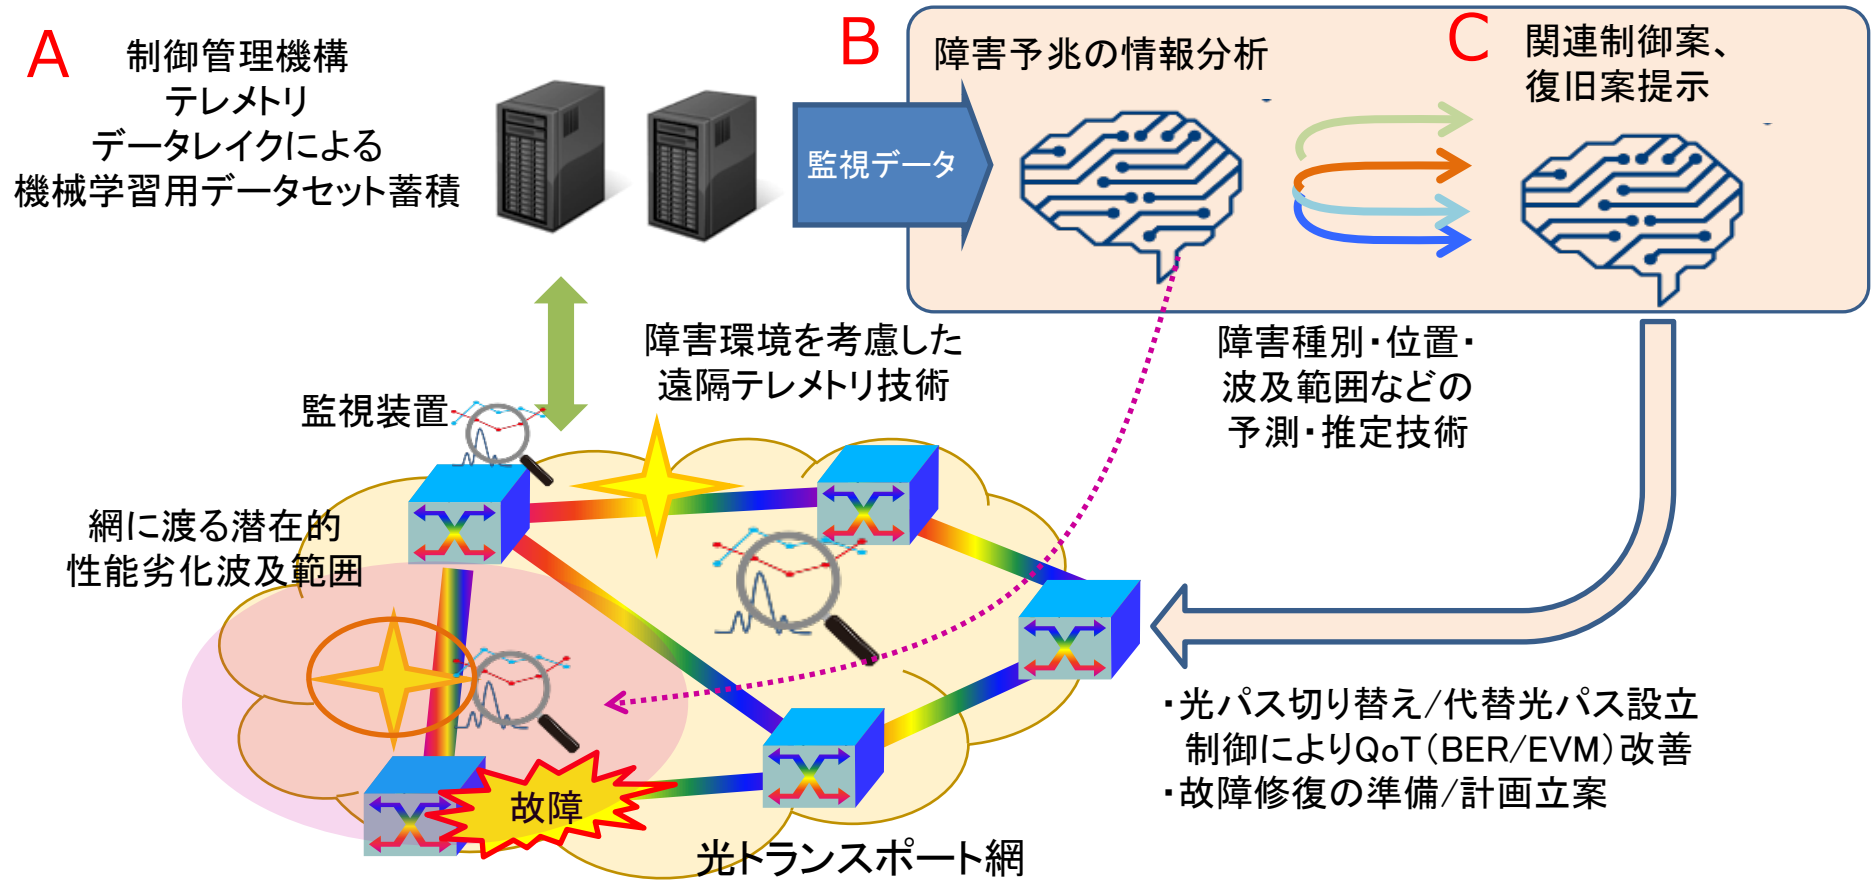 A
制御管理機構
テレメトリ
データレイクによる
機械学習用データセット蓄積
監視データ
B
障害予兆の情報分析
C
関連制御案、
復旧案提示
障害環境を考慮した
遠隔テレメトリ技術
障害種別・位置・
波及範囲などの
予測・推定技術
監視装置
網に渡る潜在的
性能劣化波及範囲
故障
光トランスポート網
・光パス切り替え/代替光パス設立
制御によりQoT(BER/EVM)改善
・故障修復の準備/計画立案